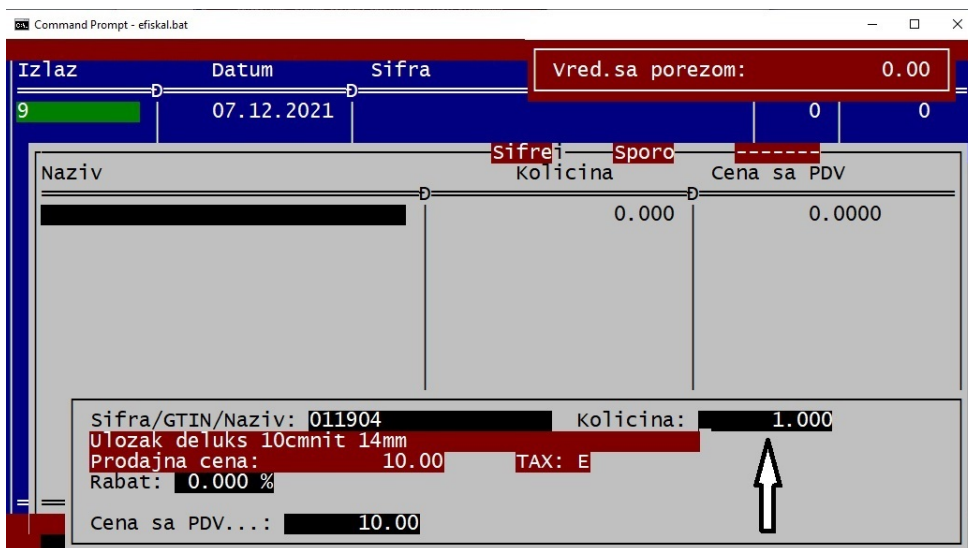 Command Prompt - efiskal.bat
Izlaz Datum Sifra Vred.sa porezom: 0.00
9 07.12.2021 0 0
Sifrei Sporo -------
Naziv Kolicina Cena sa PDV
0.000 0.0000
Sifra/GTIN/Naziv: 011904 Kolicina: 1.000
Ulozak deluks 10cmnit 14mm
Prodajna cena: 10.00 TAX: E
Rabat: 0.000 %
Cena sa PDV...: 10.00